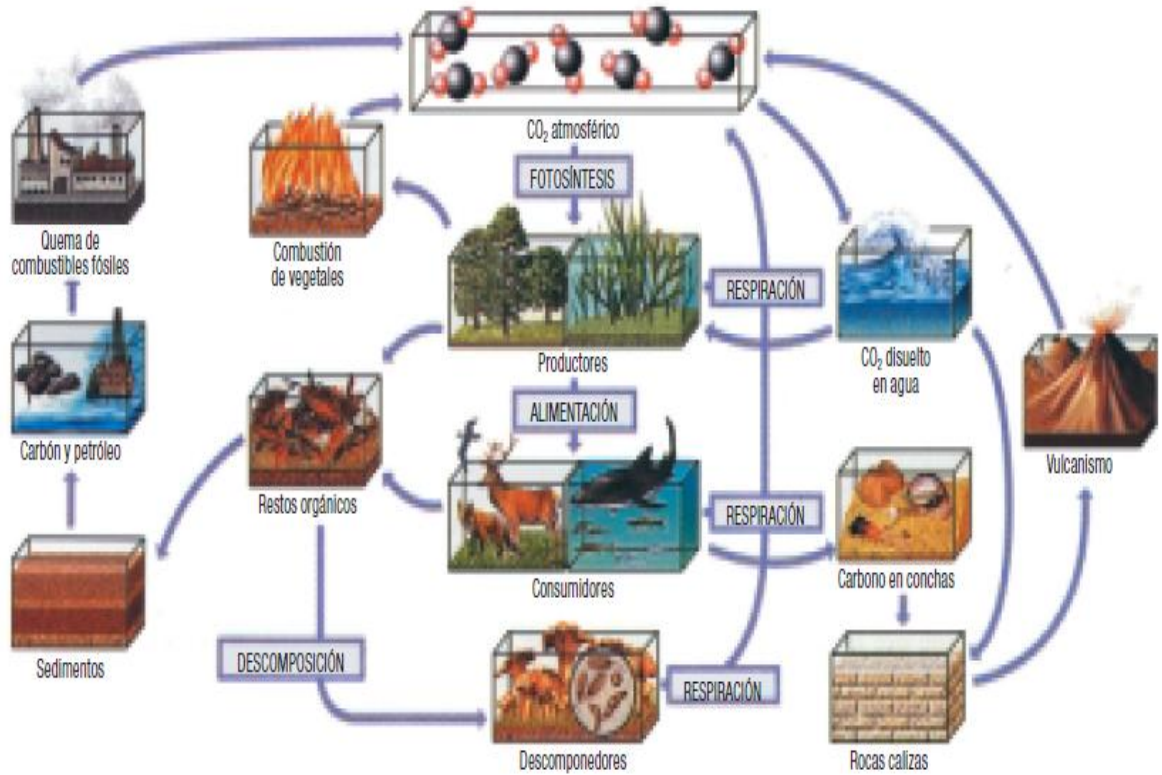 CO₂ atmosférico
FOTOSÍNTESIS
Quema de
combustibles fósiles
Combustión
de vegetales
RESPIRACIÓN
Productores
CO₂ disuelto
en agua
ALIMENTACIÓN
Carbón y petróleo
Restos orgánicos
Vulcanismo
RESPIRACIÓN
Consumidores
Carbono en conchas
Sedimentos
DESCOMPOSICIÓN
RESPIRACIÓN
Descomponedores
Rocas calizas